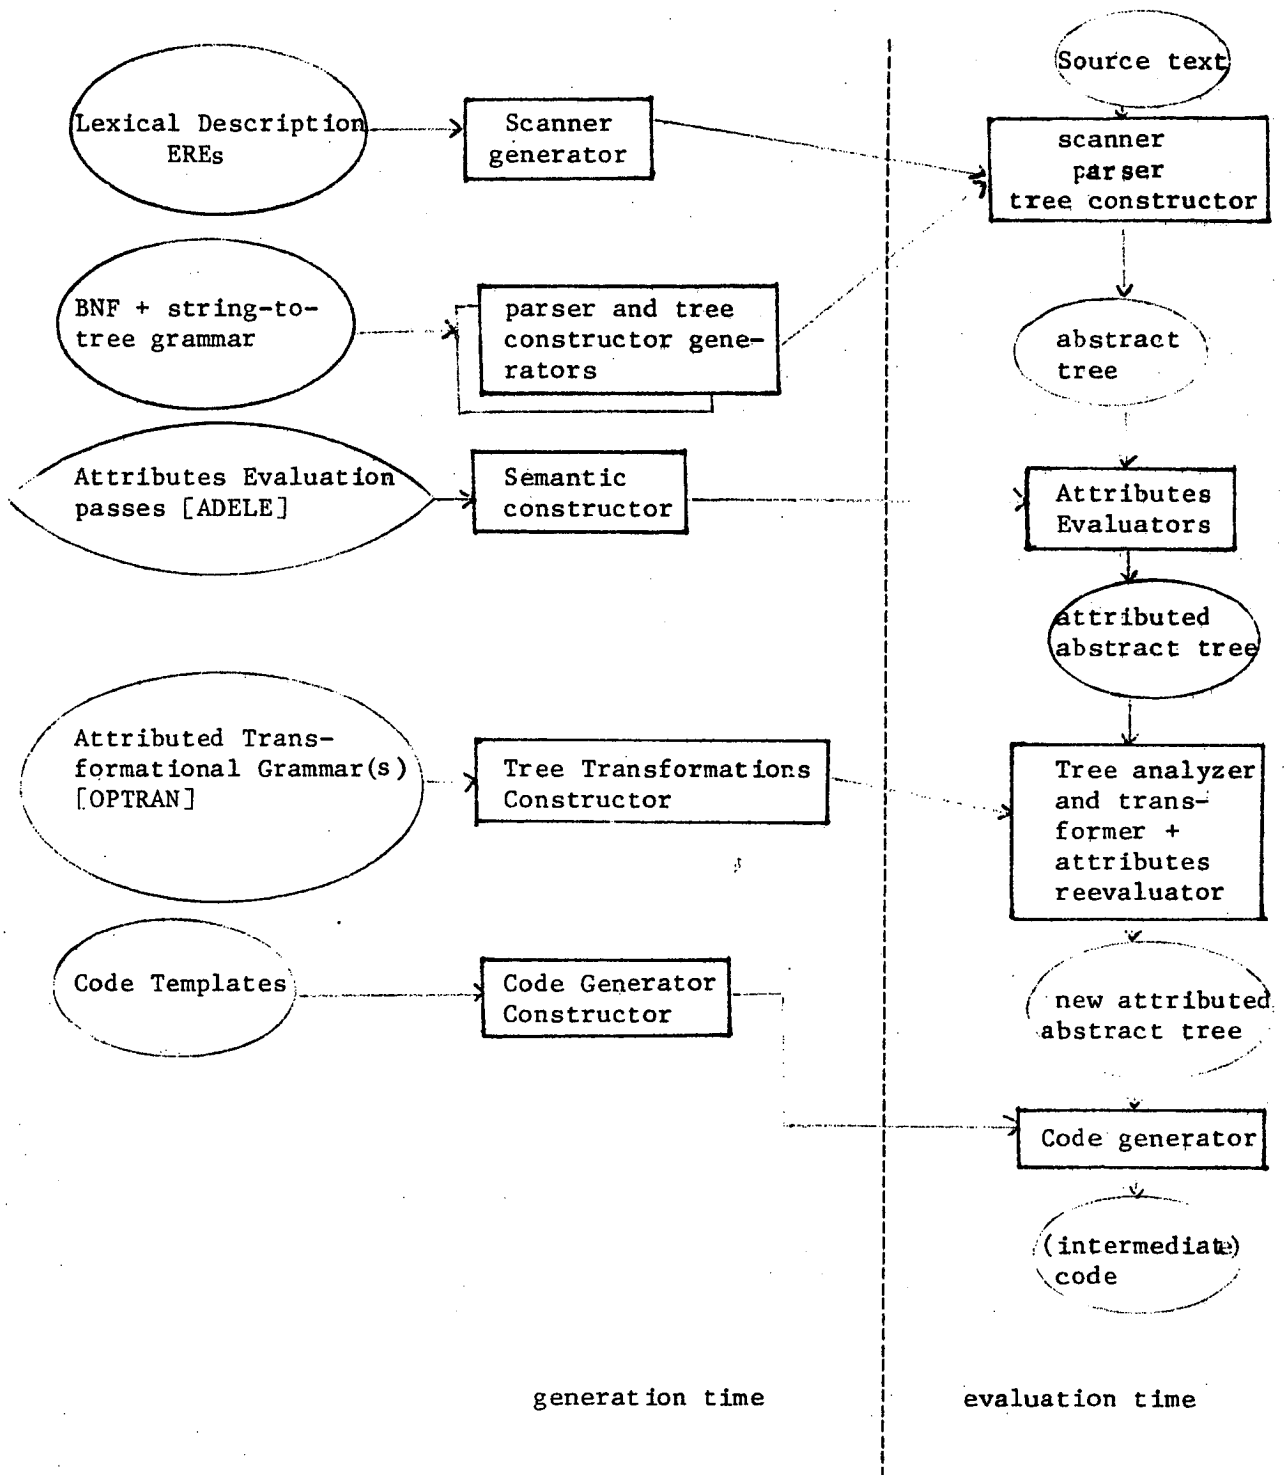 Source text
Lexical Description
EREs
Scanner
generator
scanner
parser
tree constructor
BNF + string-to-
tree grammar
parser and tree
constructor gene-
rators
abstract
tree
Attributes Evaluation
passes [ADELE]
Semantic
constructor
Attributes
Evaluators
attributed
abstract tree
Attributed Trans-
formational Grammar(s)
[OPTRAN]
Tree Transformations
Constructor
Tree analyzer
and trans-
former +
attributes
reevaluator
Code Templates
Code Generator
Constructor
new attributed
abstract tree
Code generator
(intermediate)
code
generation time
evaluation time